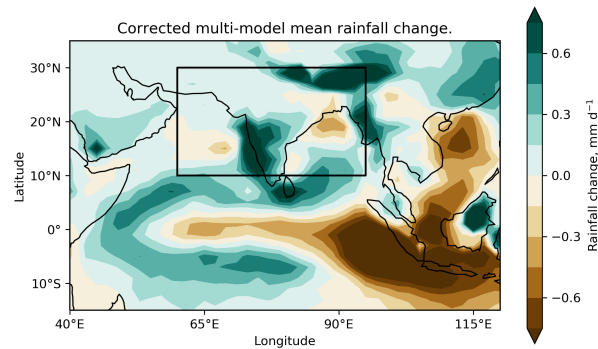 Corrected multi-model mean rainfall change.
30°N
20°N
10°N
0°
10°S
Latitude
40°E
65°E
90°E
115°E
Longitude
0.6
0.3
0.0
−0.3
−0.6
Rainfall change, mm d⁻¹